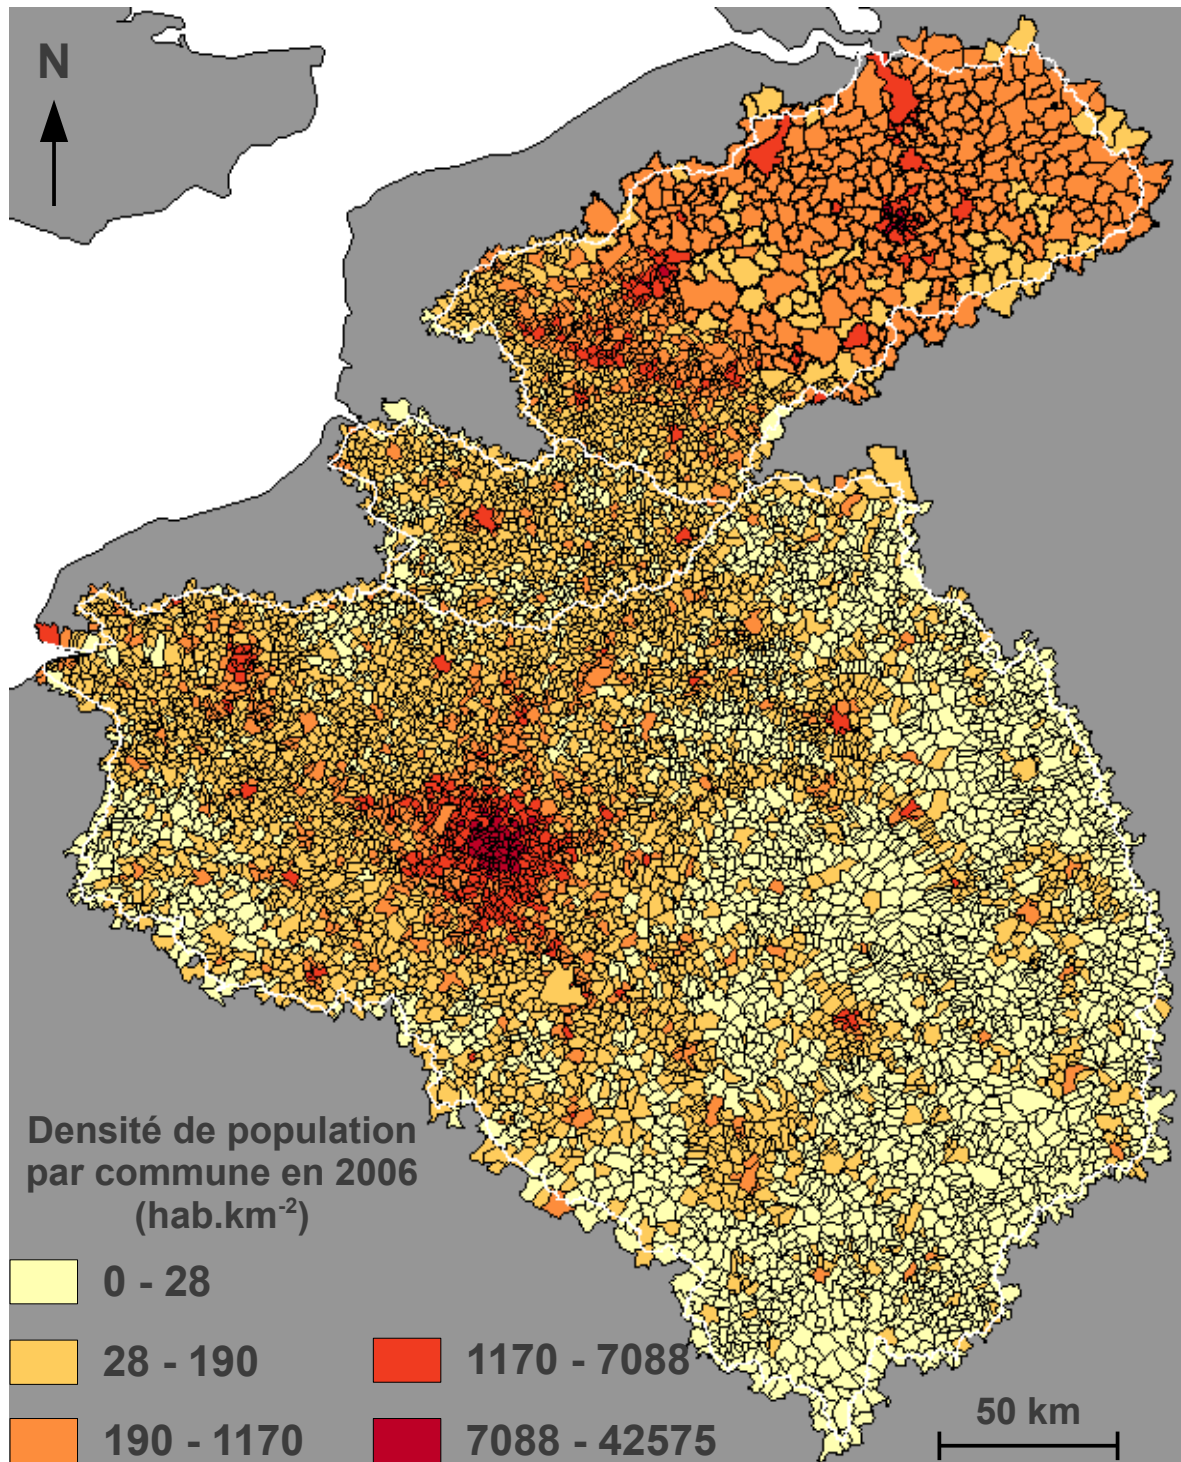 N
Densité de population
par commune en 2006
(hab.km⁻²)
0 - 28
28 - 190
190 - 1170
1170 - 7088
7088 - 42575
50 km